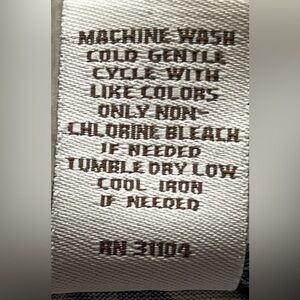 MACHINE WASH
COLD GENTLE
CYCLE WITH
LIKE COLORS
ONLY NON-
CHLORINE BLEACH
IF NEEDED
TUMBLE DRY LOW
COOL IRON
IF NEEDED
RN 31104